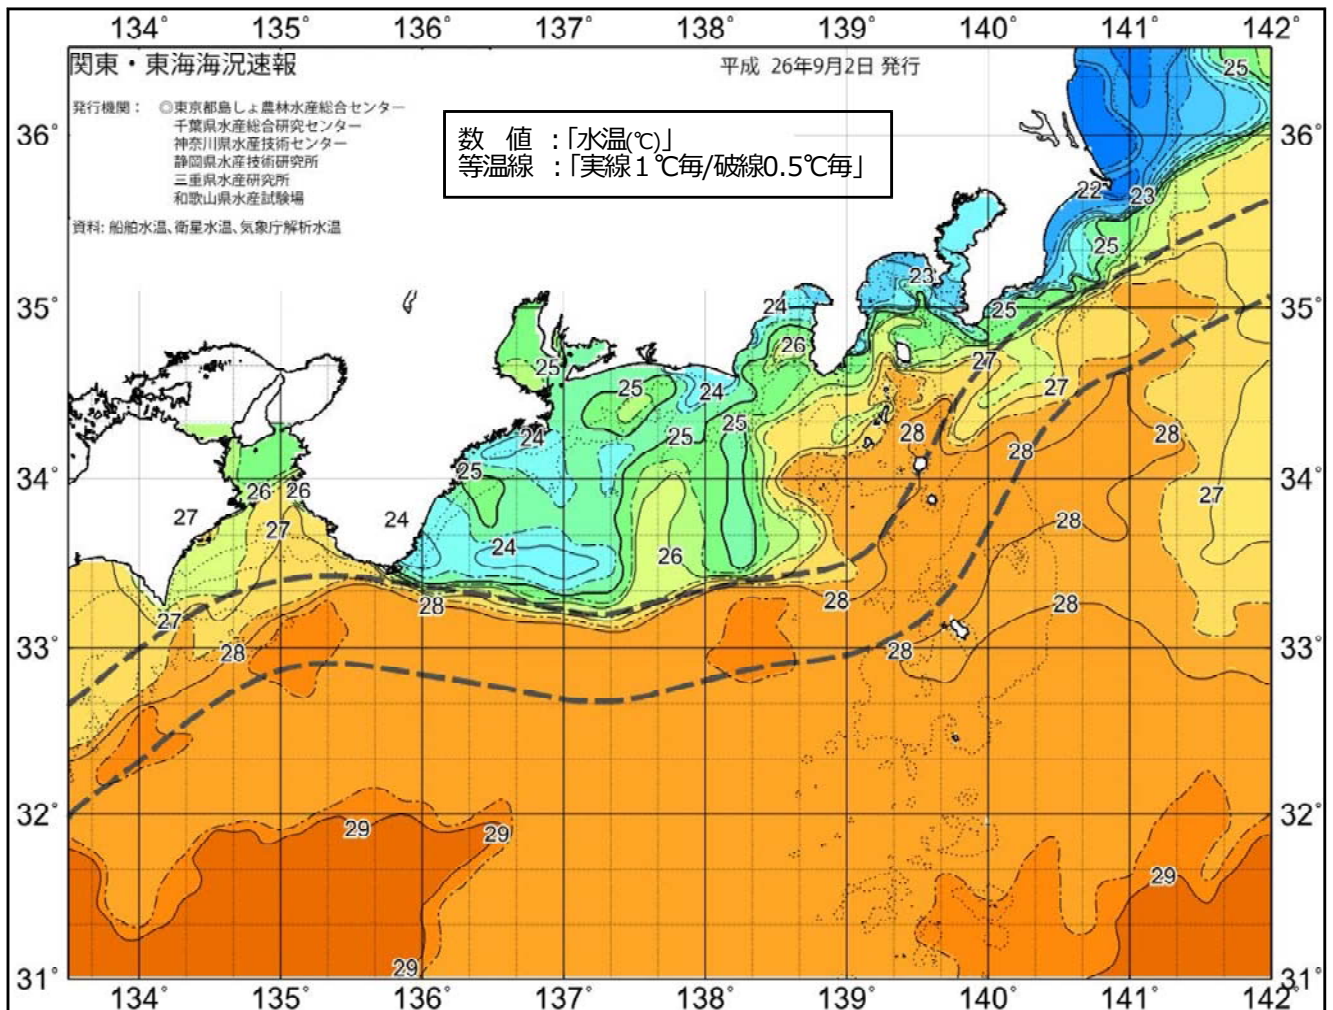 134° 135° 136° 137° 138° 139° 140° 141° 142°
関東・東海海況速報
平成 26年9月2日 発行
25
発行機関: ◎東京都島しょ農林水産総合センター
千葉県水産総合研究センター
神奈川県水産技術センター
静岡県水産技術研究所
三重県水産研究所
和歌山県水産試験場
資料: 船舶水温、衛星水温、気象庁解析水温
数 値 :「水温(℃)」
等温線 :「実線1℃毎/破線0.5℃毎」
36° 36°
22 23
25
23
35° 24 25 35°
26
25 27
25 24 27
25 25
24 28 28
28
25
34° 34°
26 26 27
27 24 28
27
24 26
28 28 28
27
28 28
33° 33°
32° 32°
29 29
29
29
31° 31°
134° 135° 136° 137° 138° 139° 140° 141° 142°